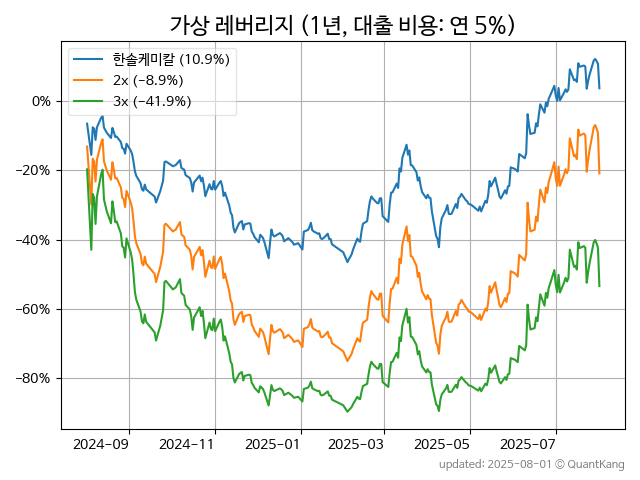 가상 레버리지 (1년, 대출 비용: 연 5%)
한솔케미칼 (10.9%)
2x (−8.9%)
3x (−41.9%)
0%
−20%
−40%
−60%
−80%
2024-09 2024-11 2025-01 2025-03 2025-05 2025-07
updated: 2025-08-01 © QuantKang